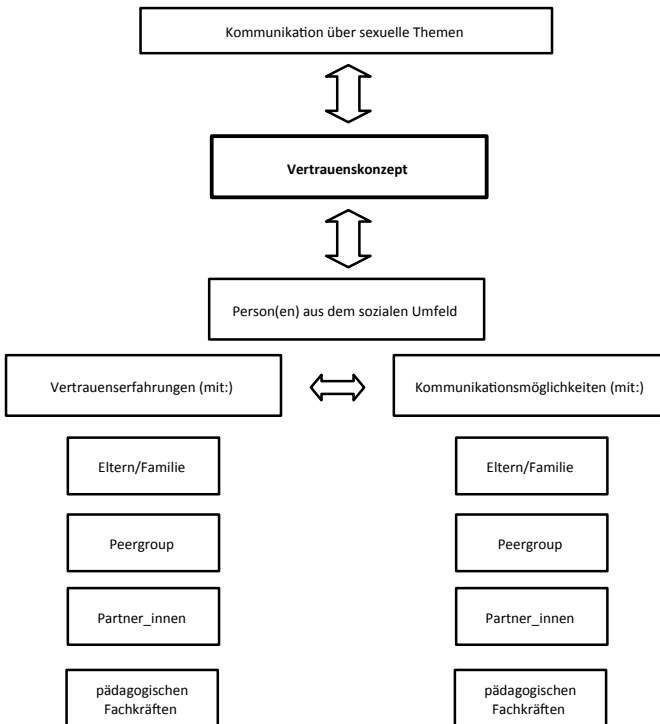 Kommunikation über sexuelle Themen
Vertrauenskonzept
Person(en) aus dem sozialen Umfeld
Vertrauenserfahrungen (mit:)
Kommunikationsmöglichkeiten (mit:)
Eltern/Familie
Eltern/Familie
Peergroup
Peergroup
Partner_innen
Partner_innen
pädagogischen
Fachkräften
pädagogischen
Fachkräften